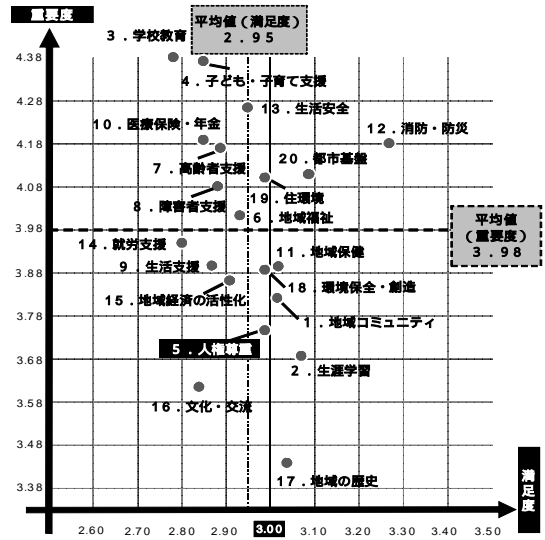 重要度
平均値（満足度）
２．９５
３．学校教育
4.38
４．子ども・子育て支援
4.28
１３．生活安全
１０．医療保険・年金
１２．消防・防災
4.18
２０．都市基盤
７．高齢者支援
4.08
１９．住環境
８．障害者支援
６．地域福祉
平均値
（重要度）
３．９８
3.98
１４．就労支援
１１．地域保健
９．生活支援
3.88
１８．環境保全・創造
１５．地域経済の活性化
3.78
１．地域コミュニティ
５．人権尊重
3.68
２．生涯学習
3.58
１６．文化・交流
3.48
１７．地域の歴史
3.38
満足度
2.60 2.70 2.80 2.90 3.00 3.10 3.20 3.30 3.40 3.50